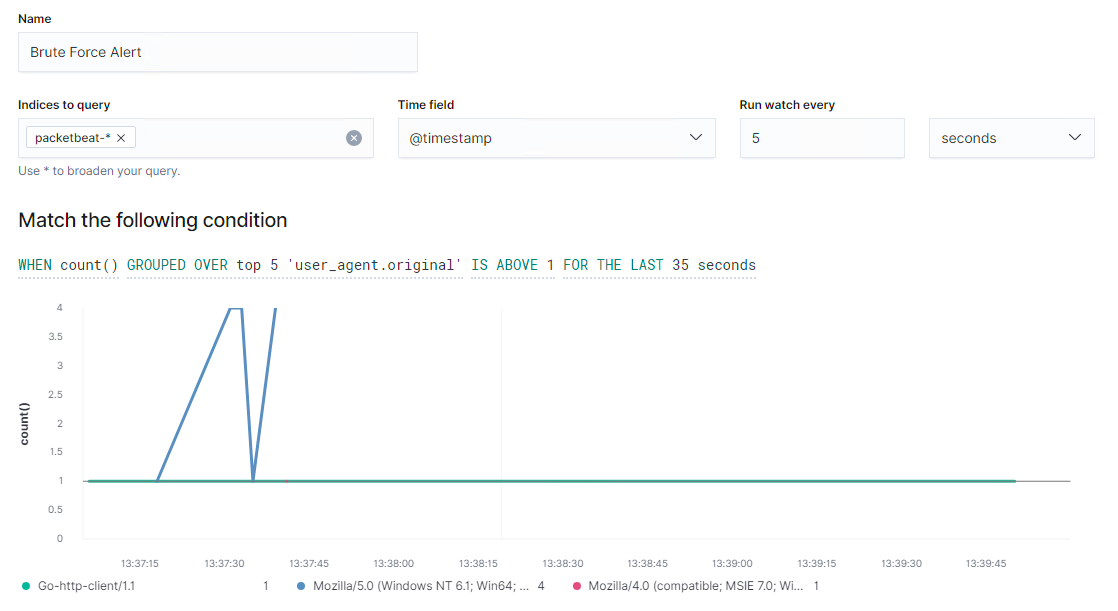 Name
Brute Force Alert
Indices to query Time field Run watch every
packetbeat-* @timestamp 5 seconds
Use * to broaden your query.
Match the following condition
WHEN count() GROUPED OVER top 5 'user_agent.original' IS ABOVE 1 FOR THE LAST 35 seconds
4
3.5
3
2.5
2
1.5
1
0.5
0
count()
13:37:15 13:37:30 13:37:45 13:38:00 13:38:15 13:38:30 13:38:45 13:39:00 13:39:15 13:39:30 13:39:45
Go-http-client/1.1 1 Mozilla/5.0 (Windows NT 6.1; Win64; ... 4 Mozilla/4.0 (compatible; MSIE 7.0; Wi... 1